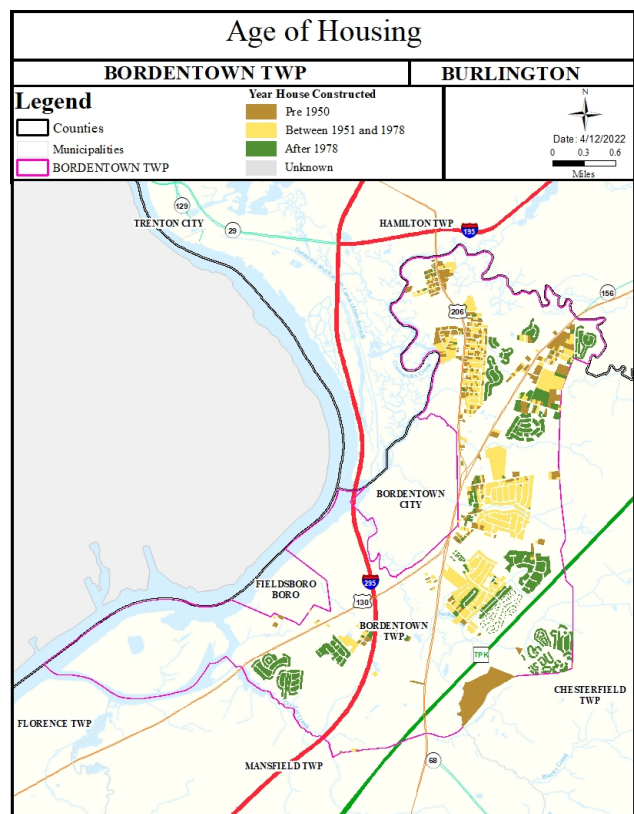 Age of Housing
BORDENTOWN TWP
BURLINGTON
Legend
Counties
Municipalities
BORDENTOWN TWP
Year House Constructed
Pre 1950
Between 1951 and 1978
After 1978
Unknown
N
Date: 4/12/2022
0 0.3 0.6
Miles
129
TRENTON CITY
29
HAMILTON TWP
195
156
206
BORDENTOWN
CITY
295
FIELDSBORO
BORO
130
BORDENTOWN
TWP
TPK
CHESTERFIELD
TWP
FLORENCE TWP
MANSFIELD TWP
68